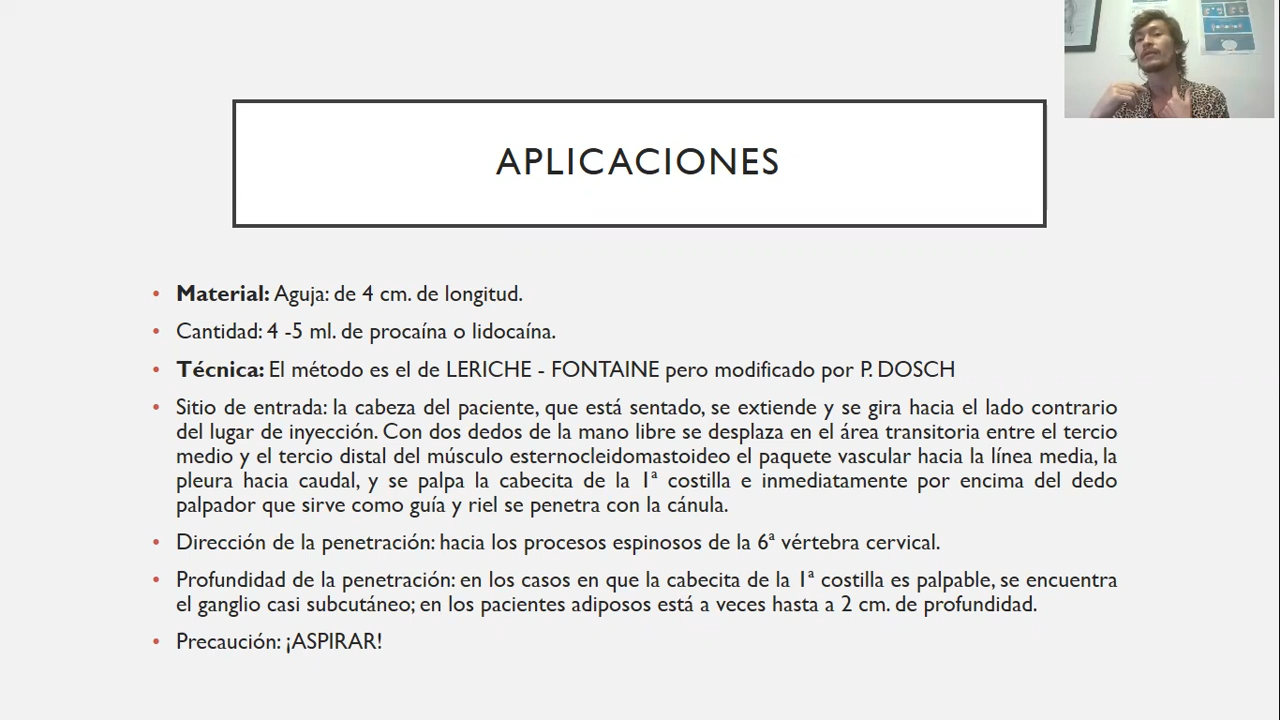 APLICACIONES
• Material: Aguja: de 4 cm. de longitud.
• Cantidad: 4 -5 ml. de procaína o lidocaína.
• Técnica: El método es el de LERICHE - FONTAINE pero modificado por P. DOSCH
• Sitio de entrada: la cabeza del paciente, que está sentado, se extiende y se gira hacia el lado contrario
del lugar de inyección. Con dos dedos de la mano libre se desplaza en el área transitoria entre el tercio
medio y el tercio distal del músculo esternocleidomastoideo el paquete vascular hacia la línea media, la
pleura hacia caudal, y se palpa la cabecita de la 1ª costilla e inmediatamente por encima del dedo
palpador que sirve como guía y riel se penetra con la cánula.
• Dirección de la penetración: hacia los procesos espinosos de la 6ª vértebra cervical.
• Profundidad de la penetración: en los casos en que la cabecita de la 1ª costilla es palpable, se encuentra
el ganglio casi subcutáneo; en los pacientes adiposos está a veces hasta a 2 cm. de profundidad.
• Precaución: ¡ASPIRAR!